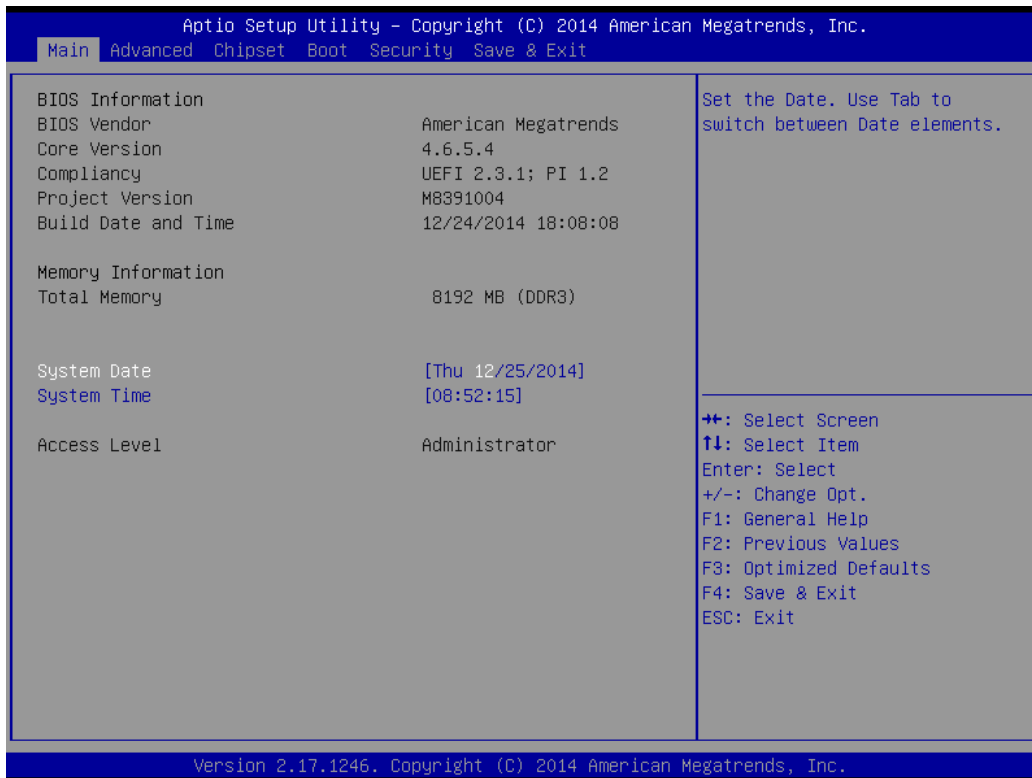 Aptio Setup Utility – Copyright (C) 2014 American Megatrends, Inc.
Main Advanced Chipset Boot Security Save & Exit
BIOS Information
BIOS Vendor American Megatrends
Core Version 4.6.5.4
Compliancy UEFI 2.3.1; PI 1.2
Project Version M8391004
Build Date and Time 12/24/2014 18:08:08
Memory Information
Total Memory 8192 MB (DDR3)
System Date [Thu 12/25/2014]
System Time [08:52:15]
Access Level Administrator
Set the Date. Use Tab to
switch between Date elements.
→←: Select Screen
↑↓: Select Item
Enter: Select
+/-: Change Opt.
F1: General Help
F2: Previous Values
F3: Optimized Defaults
F4: Save & Exit
ESC: Exit
Version 2.17.1246. Copyright (C) 2014 American Megatrends, Inc.